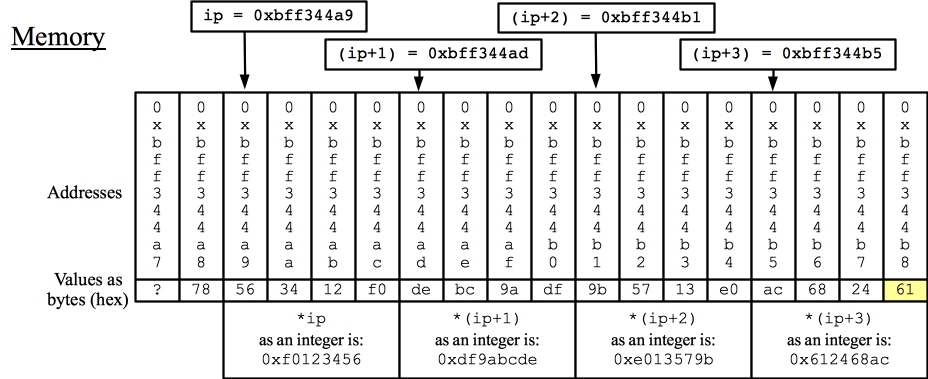 Memory
ip = 0xbff344a9
(ip+1) = 0xbff344ad
(ip+2) = 0xbff344b1
(ip+3) = 0xbff344b5
Addresses
0xbff344a7 0xbff344a8 0xbff344a9 0xbff344aa 0xbff344ab 0xbff344ac 0xbff344ad 0xbff344ae 0xbff344af 0xbff344b0 0xbff344b1 0xbff344b2 0xbff344b3 0xbff344b4 0xbff344b5 0xbff344b6 0xbff344b7 0xbff344b8
Values as
bytes (hex)
? 78 56 34 12 f0 de bc 9a df 9b 57 13 e0 ac 68 24 61
*ip
as an integer is:
0xf0123456
*(ip+1)
as an integer is:
0xdf9abcde
*(ip+2)
as an integer is:
0xe013579b
*(ip+3)
as an integer is:
0x612468ac